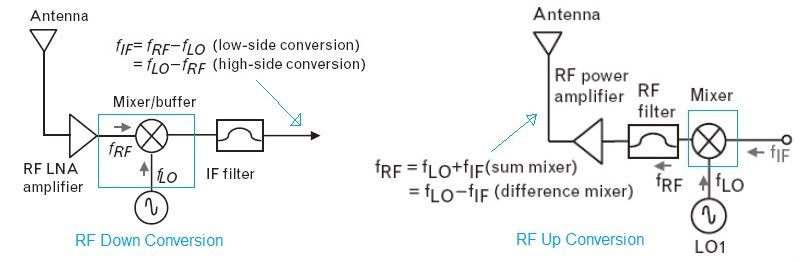 Antenna
fIF= fRF−fLO (low-side conversion)
= fLO−fRF (high-side conversion)
Mixer/buffer
fRF
fLO
RF LNA
amplifier
IF filter
RF Down Conversion
Antenna
RF power
amplifier
RF
filter
Mixer
fRF = fLO+fIF(sum mixer)
= fLO−fIF (difference mixer)
fRF
fLO
fIF
LO1
RF Up Conversion